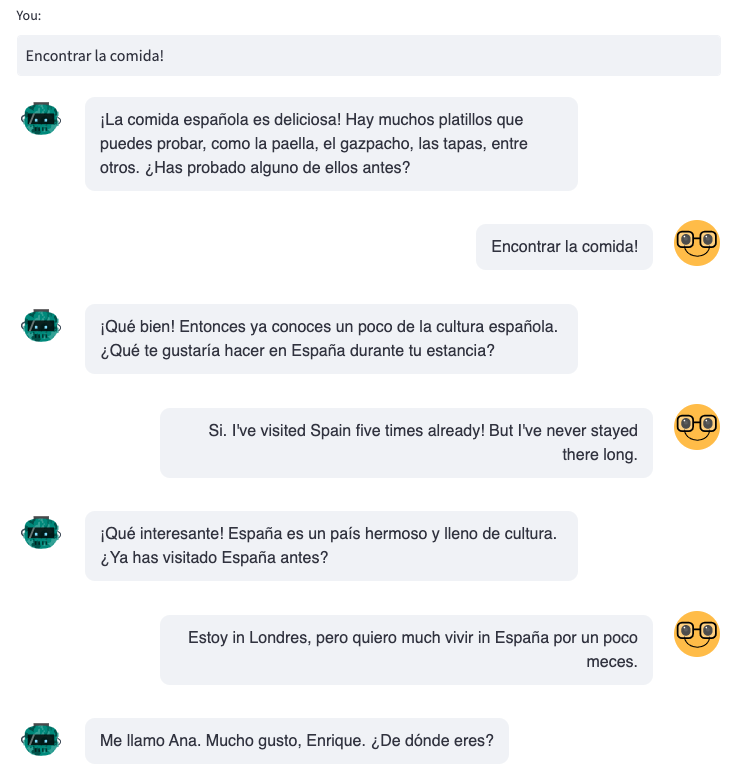 You:
Encontrar la comida!
¡La comida española es deliciosa! Hay muchos platillos que
puedes probar, como la paella, el gazpacho, las tapas, entre
otros. ¿Has probado alguno de ellos antes?
Encontrar la comida!
¡Qué bien! Entonces ya conoces un poco de la cultura española.
¿Qué te gustaría hacer en España durante tu estancia?
Si. I've visited Spain five times already! But I've never stayed
there long.
¡Qué interesante! España es un país hermoso y lleno de cultura.
¿Ya has visitado España antes?
Estoy in Londres, pero quiero much vivir in España por un poco
meces.
Me llamo Ana. Mucho gusto, Enrique. ¿De dónde eres?